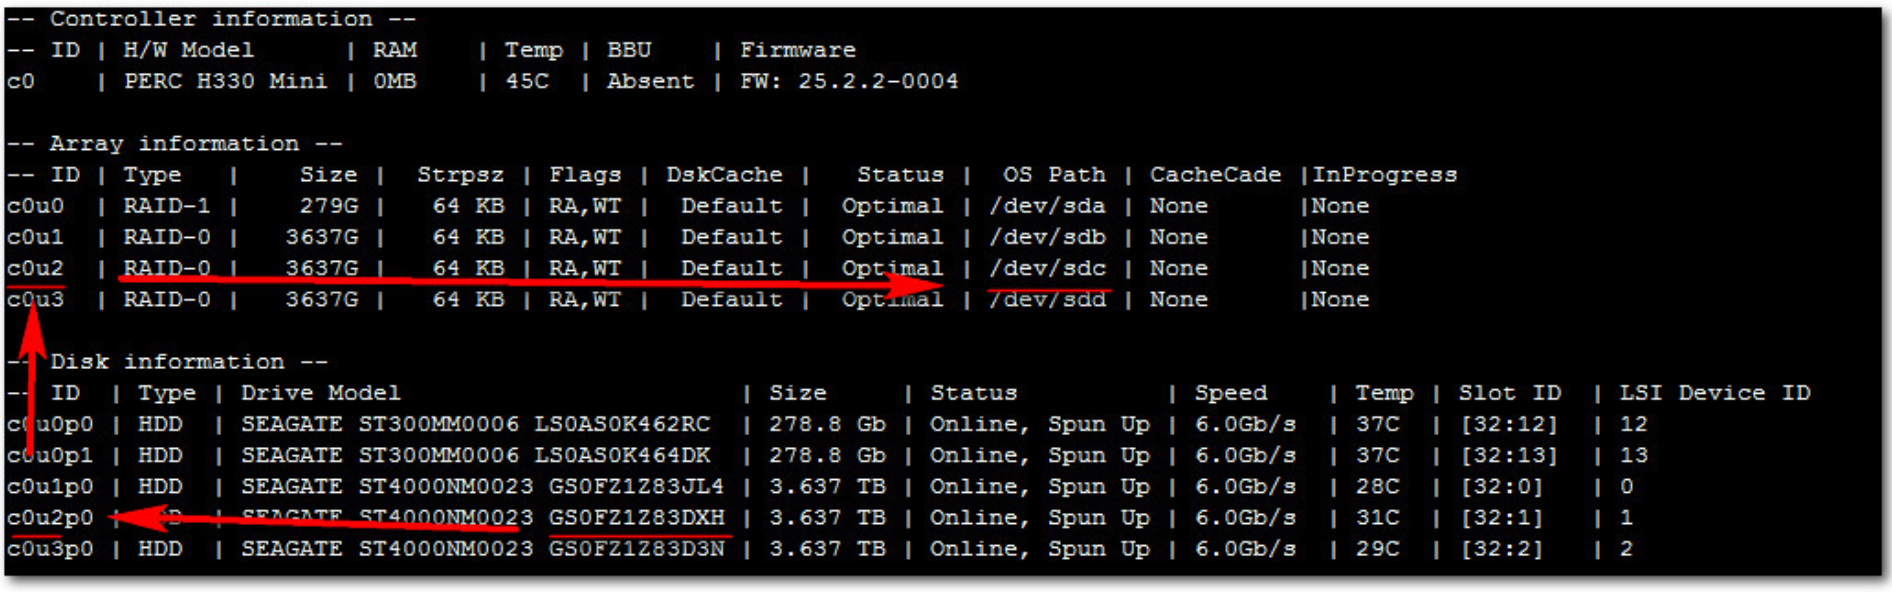 -- Controller information --
-- ID | H/W Model | RAM | Temp | BBU | Firmware
c0 | PERC H330 Mini | 0MB | 45C | Absent | FW: 25.2.2-0004
-- Array information --
-- ID | Type | Size | Strpsz | Flags | DskCache | Status | OS Path | CacheCade |InProgress
c0u0 | RAID-1 | 279G | 64 KB | RA,WT | Default | Optimal | /dev/sda | None |None
c0u1 | RAID-0 | 3637G | 64 KB | RA,WT | Default | Optimal | /dev/sdb | None |None
c0u2 | RAID-0 | 3637G | 64 KB | RA,WT | Default | Optimal | /dev/sdc | None |None
c0u3 | RAID-0 | 3637G | 64 KB | RA,WT | Default | Optimal | /dev/sdd | None |None
-- Disk information --
-- ID | Type | Drive Model | Size | Status | Speed | Temp | Slot ID | LSI Device ID
c0u0p0 | HDD | SEAGATE ST300MM0006 LS0AS0K462RC | 278.8 Gb | Online, Spun Up | 6.0Gb/s | 37C | [32:12] | 12
c0u0p1 | HDD | SEAGATE ST300MM0006 LS0AS0K464DK | 278.8 Gb | Online, Spun Up | 6.0Gb/s | 37C | [32:13] | 13
c0u1p0 | HDD | SEAGATE ST4000NM0023 GS0FZ1Z83JL4 | 3.637 TB | Online, Spun Up | 6.0Gb/s | 28C | [32:0] | 0
c0u2p0 | HDD | SEAGATE ST4000NM0023 GS0FZ1Z83DXH | 3.637 TB | Online, Spun Up | 6.0Gb/s | 31C | [32:1] | 1
c0u3p0 | HDD | SEAGATE ST4000NM0023 GS0FZ1Z83D3N | 3.637 TB | Online, Spun Up | 6.0Gb/s | 29C | [32:2] | 2